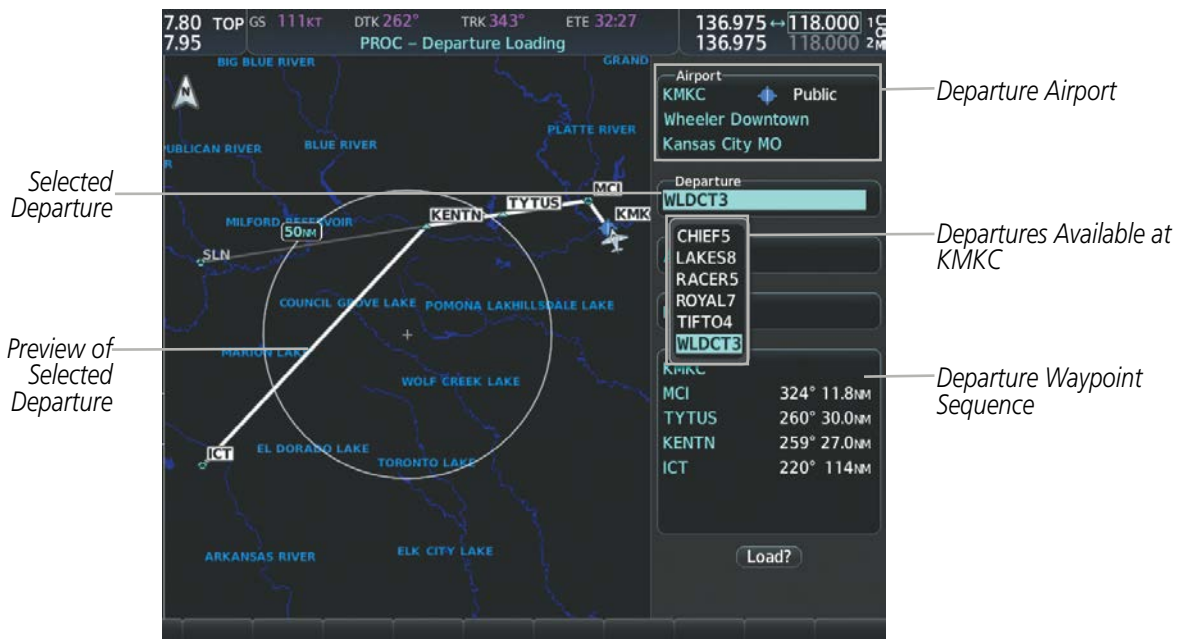 7.80 TOP GS 111KT DTK 262° TRK 343° ETE 32:27 136.975 ↔ 118.000 1
7.95 PROC – Departure Loading 136.975 118.000 2
BIG BLUE RIVER
GRAND
N
PLATTE RIVER
BLUE RIVER
MCI
TYTUS
KENTN
KMK
MILFORD RESERVOIR
50NM
SLN
COUNCIL GROVE LAKE
POMONA LAK
HILLSDALE LAKE
MARION LAKE
WOLF CREEK LAKE
ICT
EL DORADO LAKE
TORONTO LAKE
ARKANSAS RIVER
ELK CITY LAKE
Airport
KMKC Public
Wheeler Downtown
Kansas City MO
Departure
WLDCT3
CHIEF5
LAKES8
RACER5
ROYAL7
TIFTO4
WLDCT3
KMKC
MCI 324° 11.8NM
TYTUS 260° 30.0NM
KENTN 259° 27.0NM
ICT 220° 114NM
Load?
Selected
Departure
Preview of
Selected
Departure
Departure Airport
Departures Available at
KMKC
Departure Waypoint
Sequence